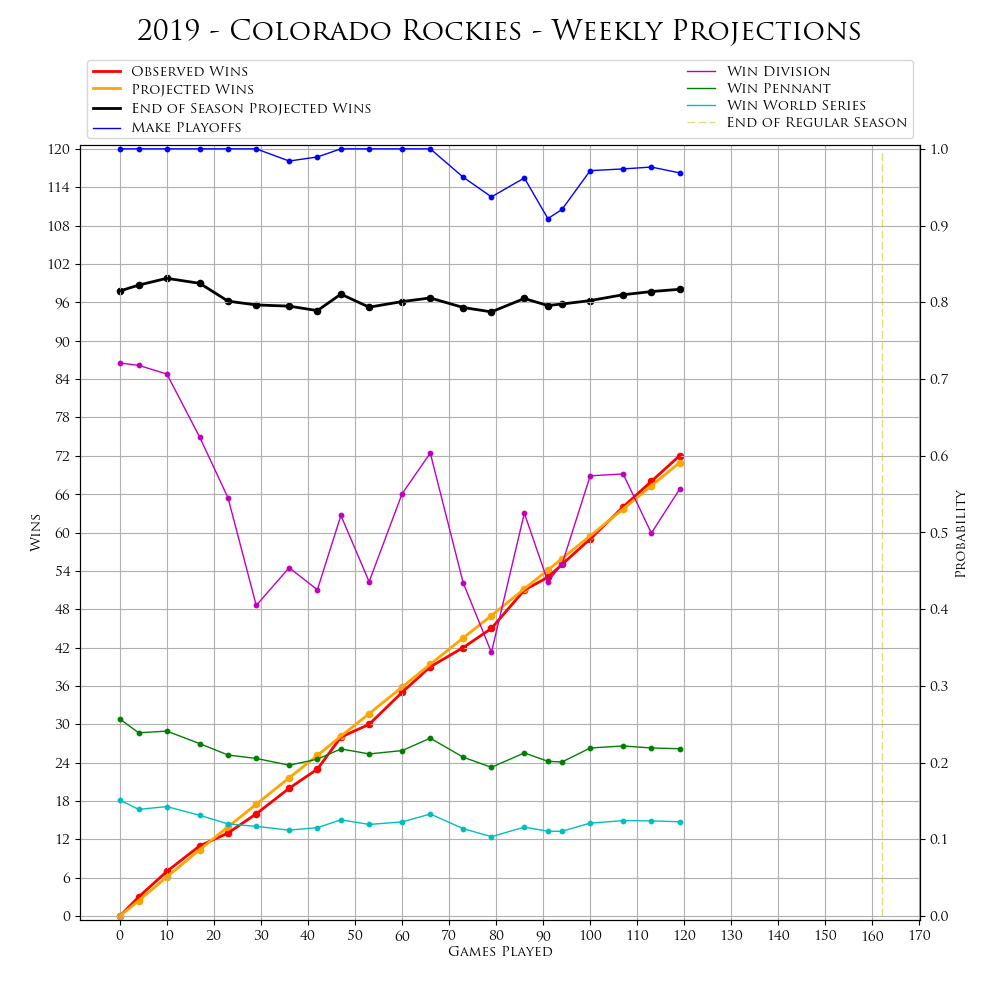 2019 - Colorado Rockies - Weekly Projections
Observed Wins
Projected Wins
End of Season Projected Wins
Make Playoffs
Win Division
Win Pennant
Win World Series
End of Regular Season
120
114
108
102
96
90
84
78
72
66
60
54
48
42
36
30
24
18
12
6
0
Wins
1.0
0.9
0.8
0.7
0.6
0.5
0.4
0.3
0.2
0.1
0.0
Probability
0 10 20 30 40 50 60 70 80 90 100 110 120 130 140 150 160 170
Games Played